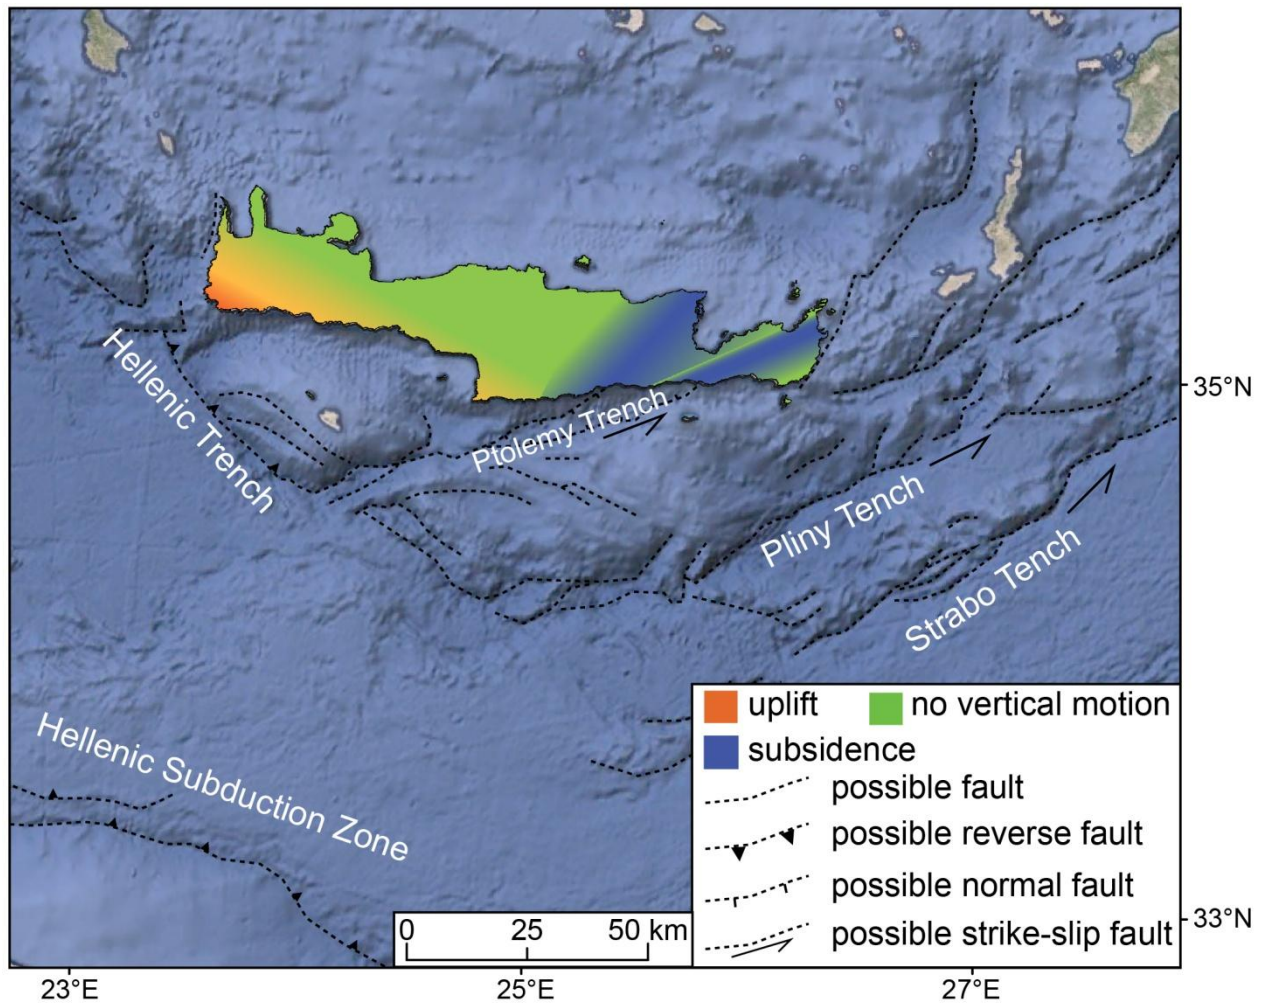 Hellenic Trench
Ptolemy Trench
Pliny Tench
Strabo Tench
Hellenic Subduction Zone
uplift
no vertical motion
subsidence
possible fault
possible reverse fault
possible normal fault
possible strike-slip fault
0 25 50 km
35°N
33°N
23°E 25°E 27°E